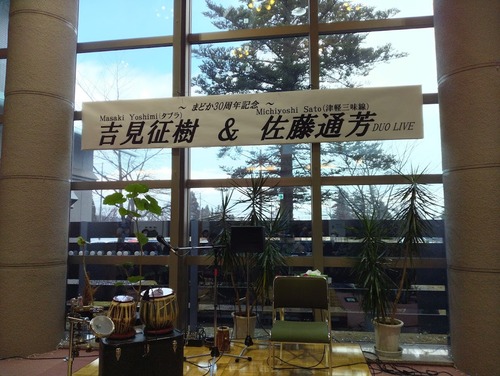 ～ まどか30周年記念 ～
Masaki Yoshimi(タブラ) Michiyoshi Sato(津軽三味線)
吉見征樹 & 佐藤通芳 DUO LIVE